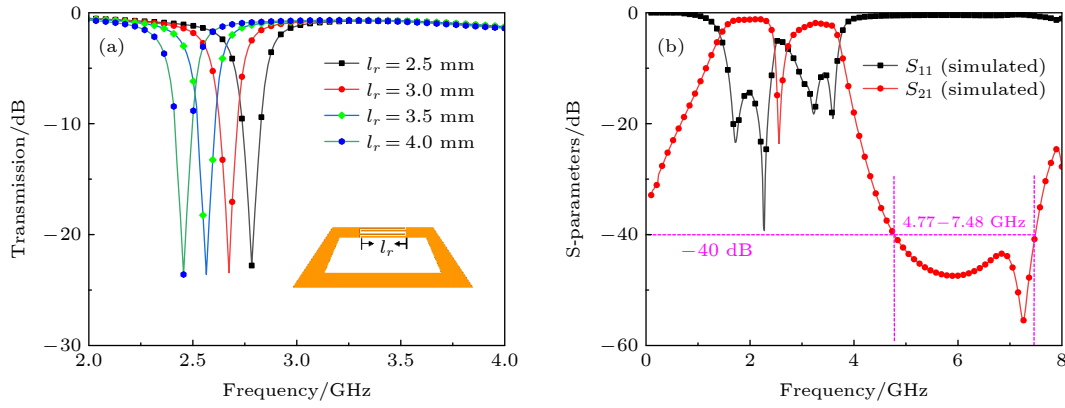 (a)
l_r = 2.5 mm
l_r = 3.0 mm
l_r = 3.5 mm
l_r = 4.0 mm
l_r
Transmission/dB
0
−10
−20
−30
2.0 2.5 3.0 3.5 4.0
Frequency/GHz
(b)
S_11 (simulated)
S_21 (simulated)
4.77−7.48 GHz
−40 dB
S-parameters/dB
0
−20
−40
−60
0 2 4 6 8
Frequency/GHz